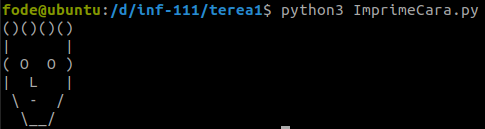 fode@ubuntu:/d/inf-111/terea1$ python3 ImprimeCara.py
()()()()
|      |
( O  O )
|  L   |
 \ -  /
  \__/